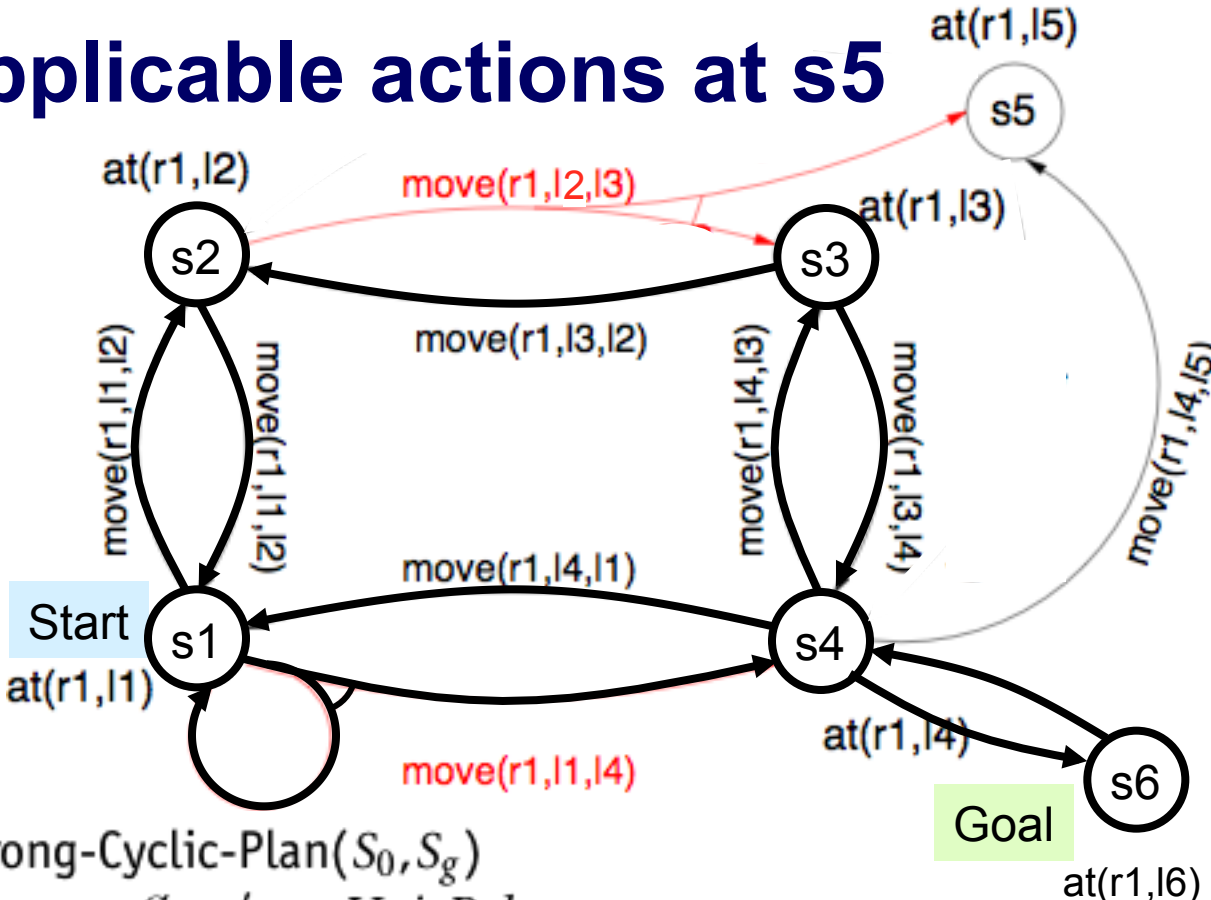 pplicable actions at s5
at(r1,l5)
s5
at(r1,l2)
move(r1,l2,l3)
at(r1,l3)
s2
s3
move(r1,l3,l2)
move(r1,l1,l2)
move(r1,l1,l2)
move(r1,l4,l3)
move(r1,l3,l4)
move(r1,l4,l5)
move(r1,l4,l1)
Start
s1
s4
at(r1,l1)
at(r1,l4)
move(r1,l1,l4)
s6
Goal
rong-Cyclic-Plan(S0, Sg)
at(r1,l6)